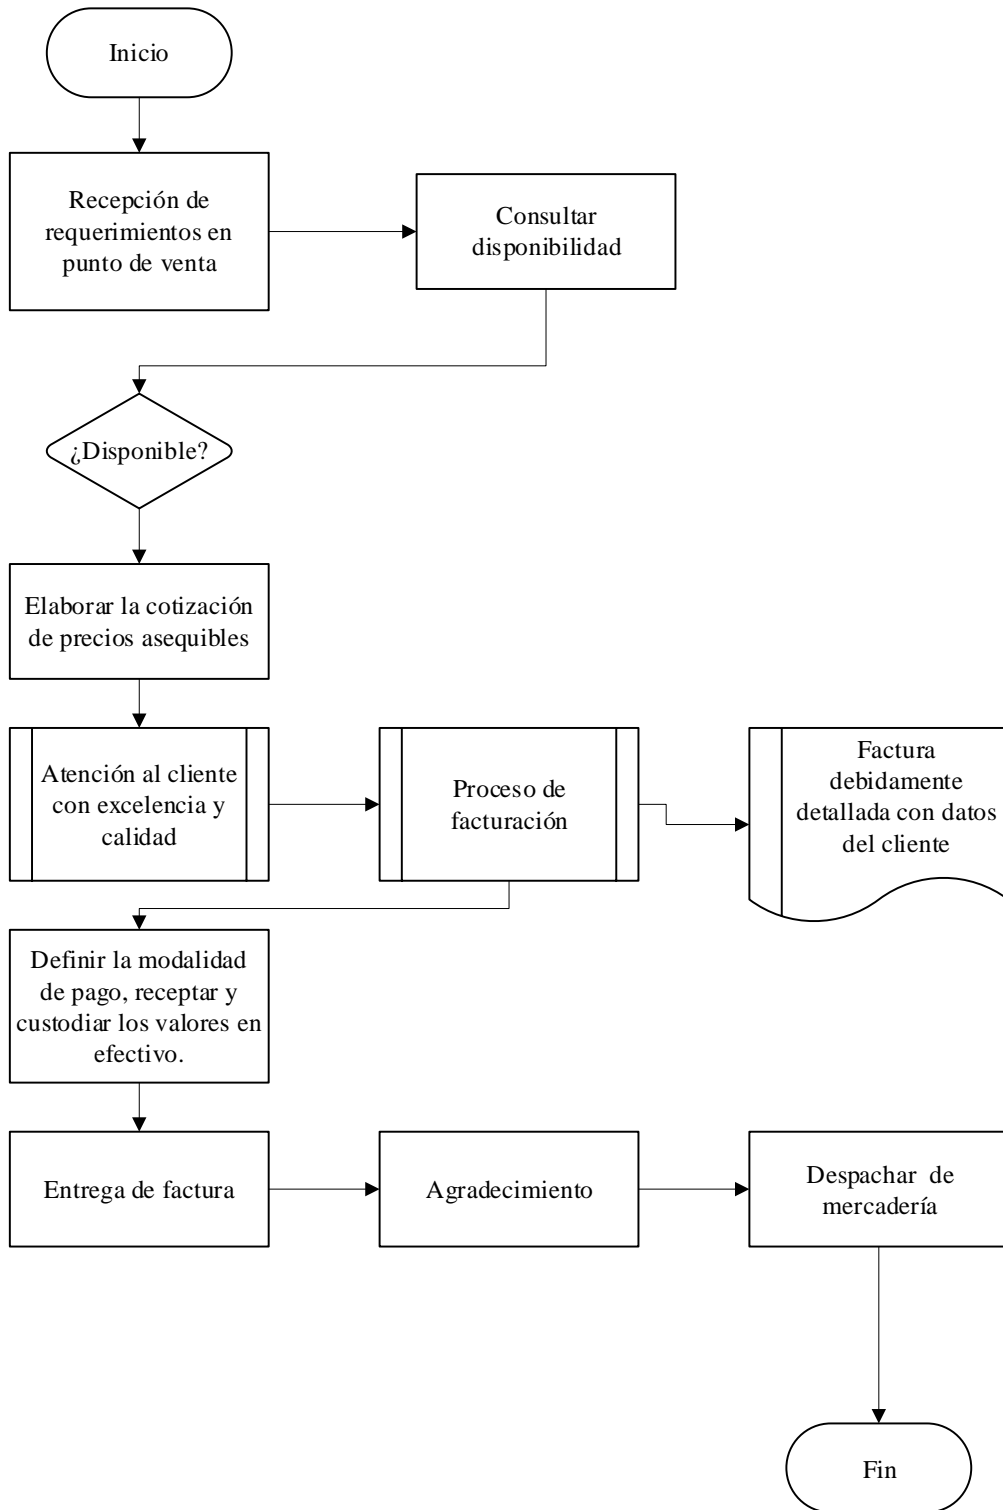 Inicio
Recepción de
requerimientos en
punto de venta
Consultar
disponibilidad
¿Disponible?
Elaborar la cotización
de precios asequibles
Atención al cliente
con excelencia y
calidad
Proceso de
facturación
Factura
debidamente
detallada con datos
del cliente
Definir la modalidad
de pago, receptar y
custodiar los valores en
efectivo.
Entrega de factura
Agradecimiento
Despachar  de
mercadería
Fin